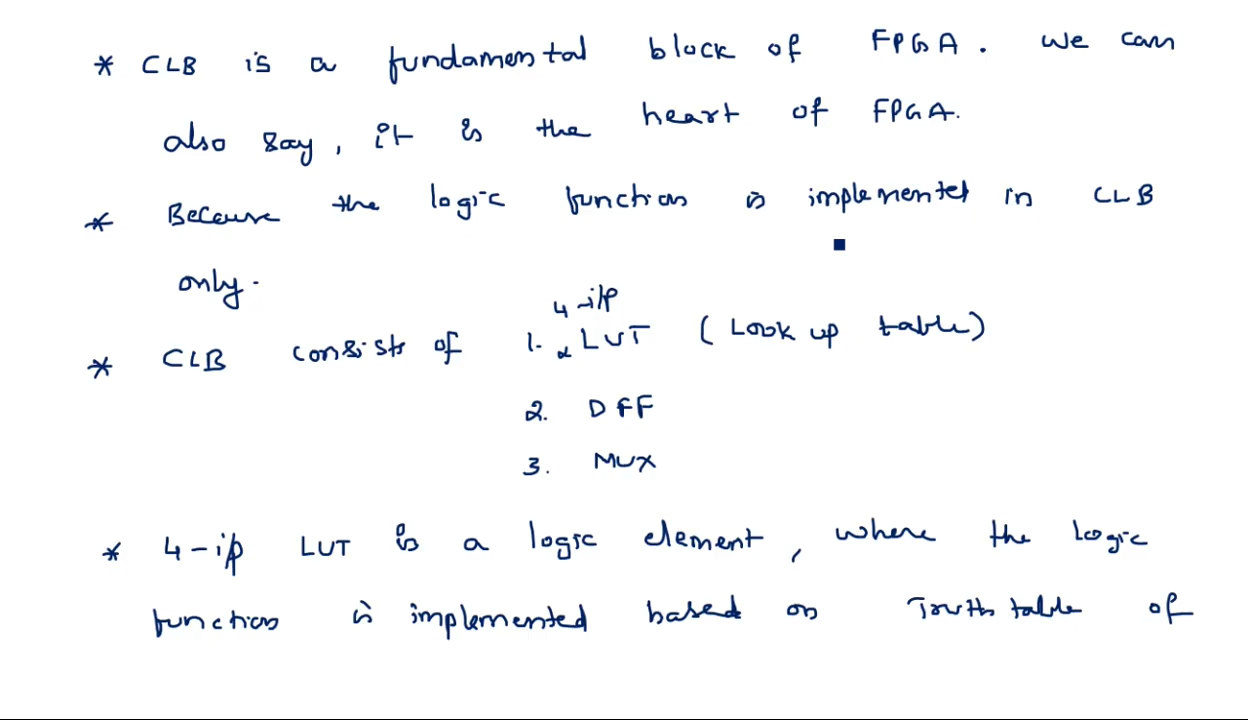 * CLB is a fundamental block of FPGA. We can
also say, it is the heart of FPGA.
* Because the logic function is implemented in CLB
only.
* CLB consists of 1. 4-i/p LUT (Look up table)
2. DFF
3. MUX
* 4-i/p LUT is a logic element, where the logic
function is implemented based on Truth table of